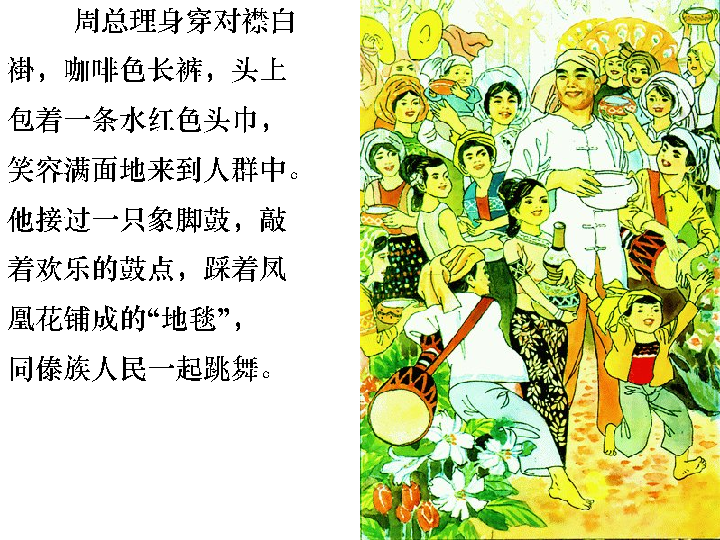 周总理身穿对襟白
褂，咖啡色长裤，头上
包着一条水红色头巾，
笑容满面地来到人群中。
他接过一只象脚鼓，敲
着欢乐的鼓点，踩着凤
凰花铺成的“地毯”，
同傣族人民一起跳舞。